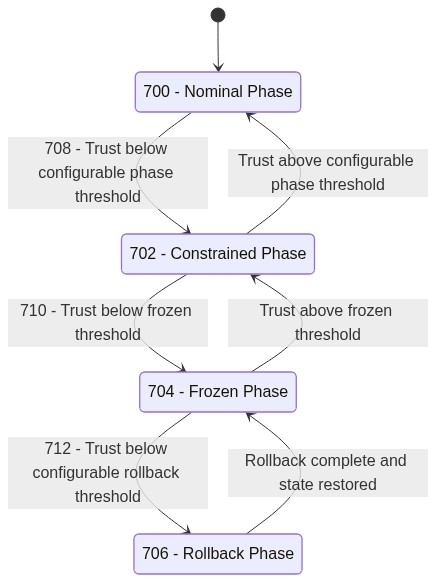 700 - Nominal Phase
708 - Trust below
configurable phase
threshold
Trust above configurable
phase threshold
702 - Constrained Phase
710 - Trust below frozen
threshold
Trust above frozen
threshold
704 - Frozen Phase
712 - Trust below
configurable rollback
threshold
Rollback complete and
state restored
706 - Rollback Phase